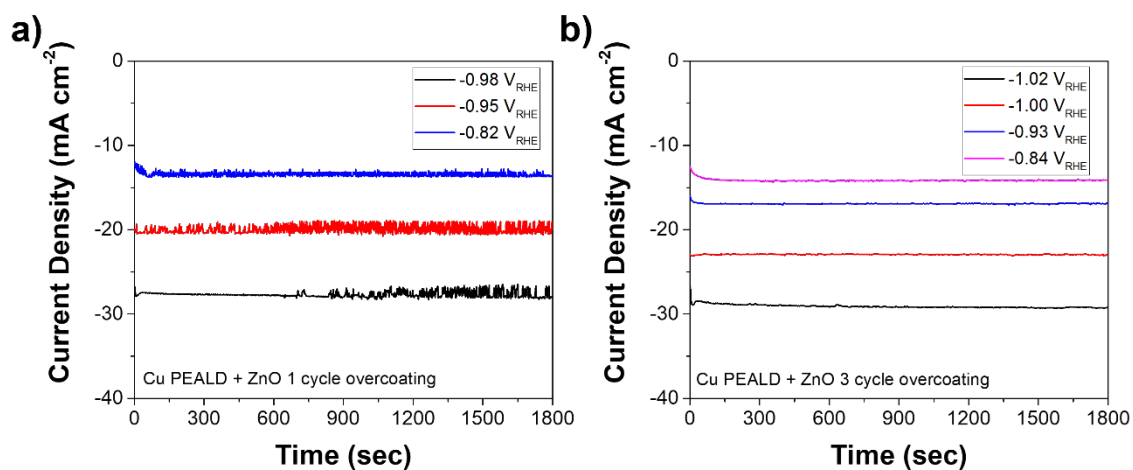 a)
Current Density (mA cm-2)
0
-10
-20
-30
-40
-0.98 VRHE
-0.95 VRHE
-0.82 VRHE
Cu PEALD + ZnO 1 cycle overcoating
0 300 600 900 1200 1500 1800
Time (sec)
b)
Current Density (mA cm-2)
0
-10
-20
-30
-40
-1.02 VRHE
-1.00 VRHE
-0.93 VRHE
-0.84 VRHE
Cu PEALD + ZnO 3 cycle overcoating
0 300 600 900 1200 1500 1800
Time (sec)